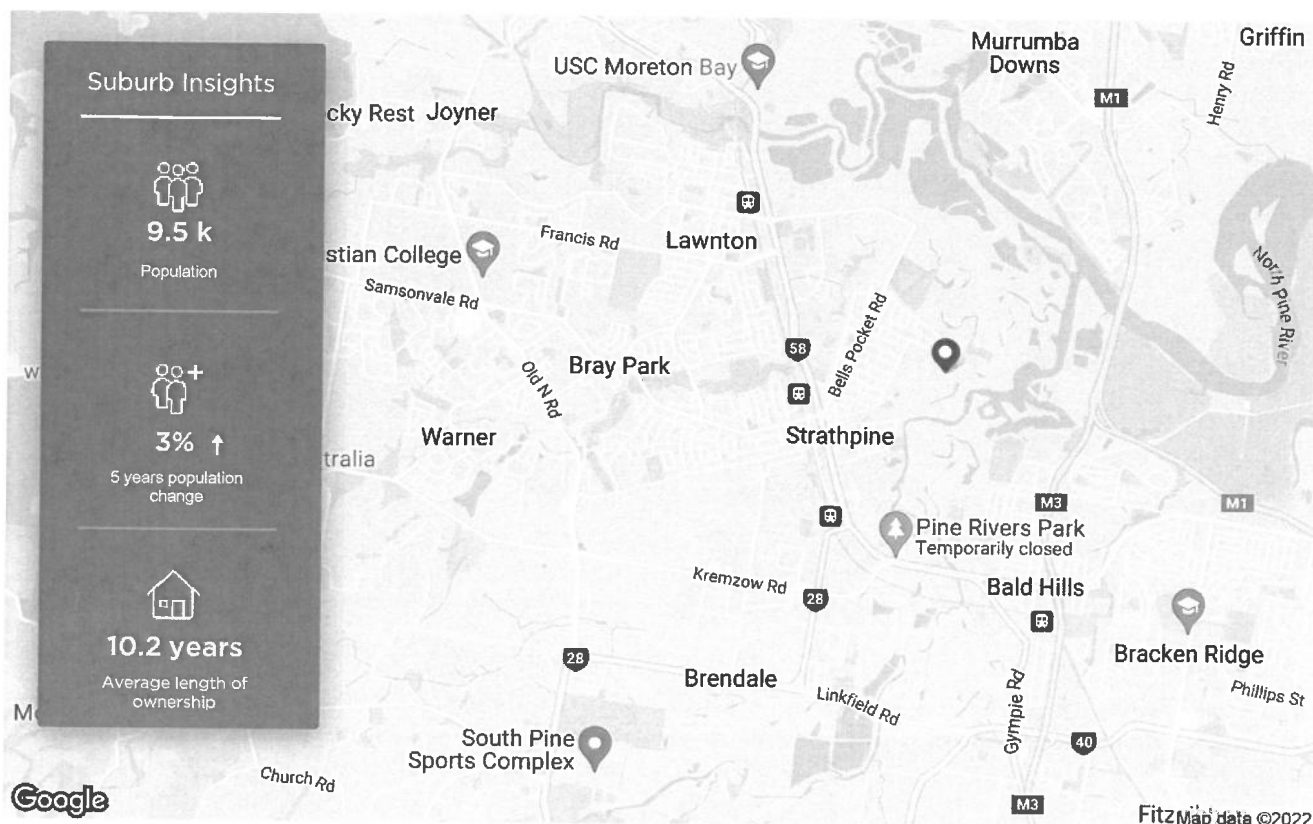 Suburb Insights
9.5 k
Population
3%
5 years population
change
10.2 years
Average length of
ownership
USC Moreton Bay
Murrumba
Downs
Griffin
Henry Rd
M1
cky Rest
Joyner
Lawnton
Francis Rd
stian College
Samsonvale Rd
North Pine River
58
Bells Pocket Rd
Bray Park
Old N Rd
Warner
Strathpine
tralia
M3
M1
Pine Rivers Park
Temporarily closed
Kremzow Rd
28
Bald Hills
Bracken Ridge
28
Brendale
Linkfield Rd
Phillips St
Gympie Rd
South Pine
Sports Complex
40
Church Rd
M3
Google
Map data ©2022